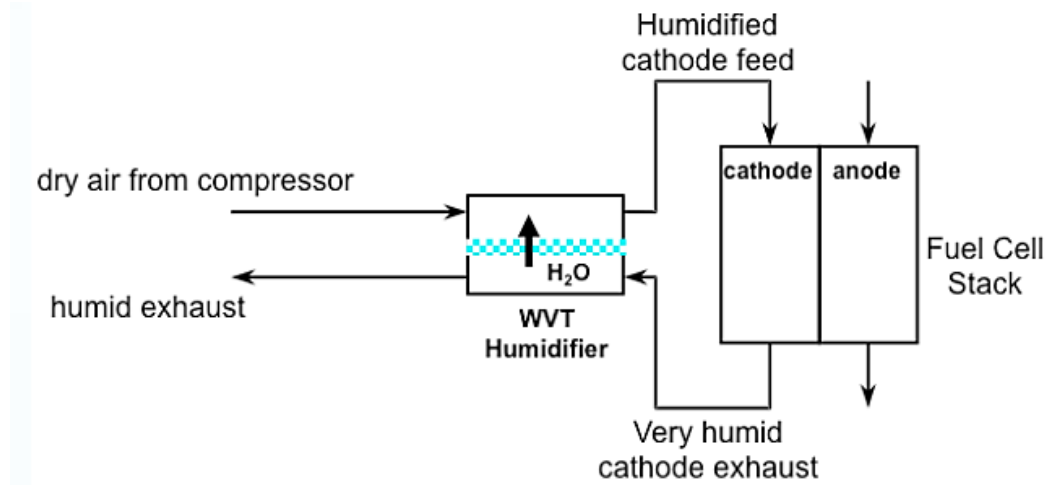 Humidified
cathode feed
dry air from compressor
cathode
anode
H₂O
Fuel Cell
Stack
humid exhaust
WVT
Humidifier
Very humid
cathode exhaust